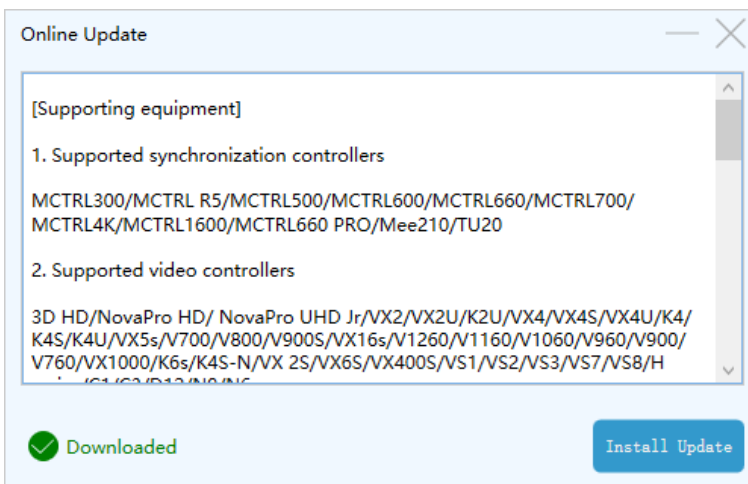 Online Update
[Supporting equipment]
1. Supported synchronization controllers
MCTRL300/MCTRL R5/MCTRL500/MCTRL600/MCTRL660/MCTRL700/
MCTRL4K/MCTRL1600/MCTRL660 PRO/Mee210/TU20
2. Supported video controllers
3D HD/NovaPro HD/ NovaPro UHD Jr/VX2/VX2U/K2U/VX4/VX4S/VX4U/K4/
K4S/K4U/VX5s/V700/V800/V900S/VX16s/V1260/V1160/V1060/V960/V900/
V760/VX1000/K6s/K4S-N/VX 2S/VX6S/VX400S/VS1/VS2/VS3/VS7/VS8/H
Downloaded
Install Update